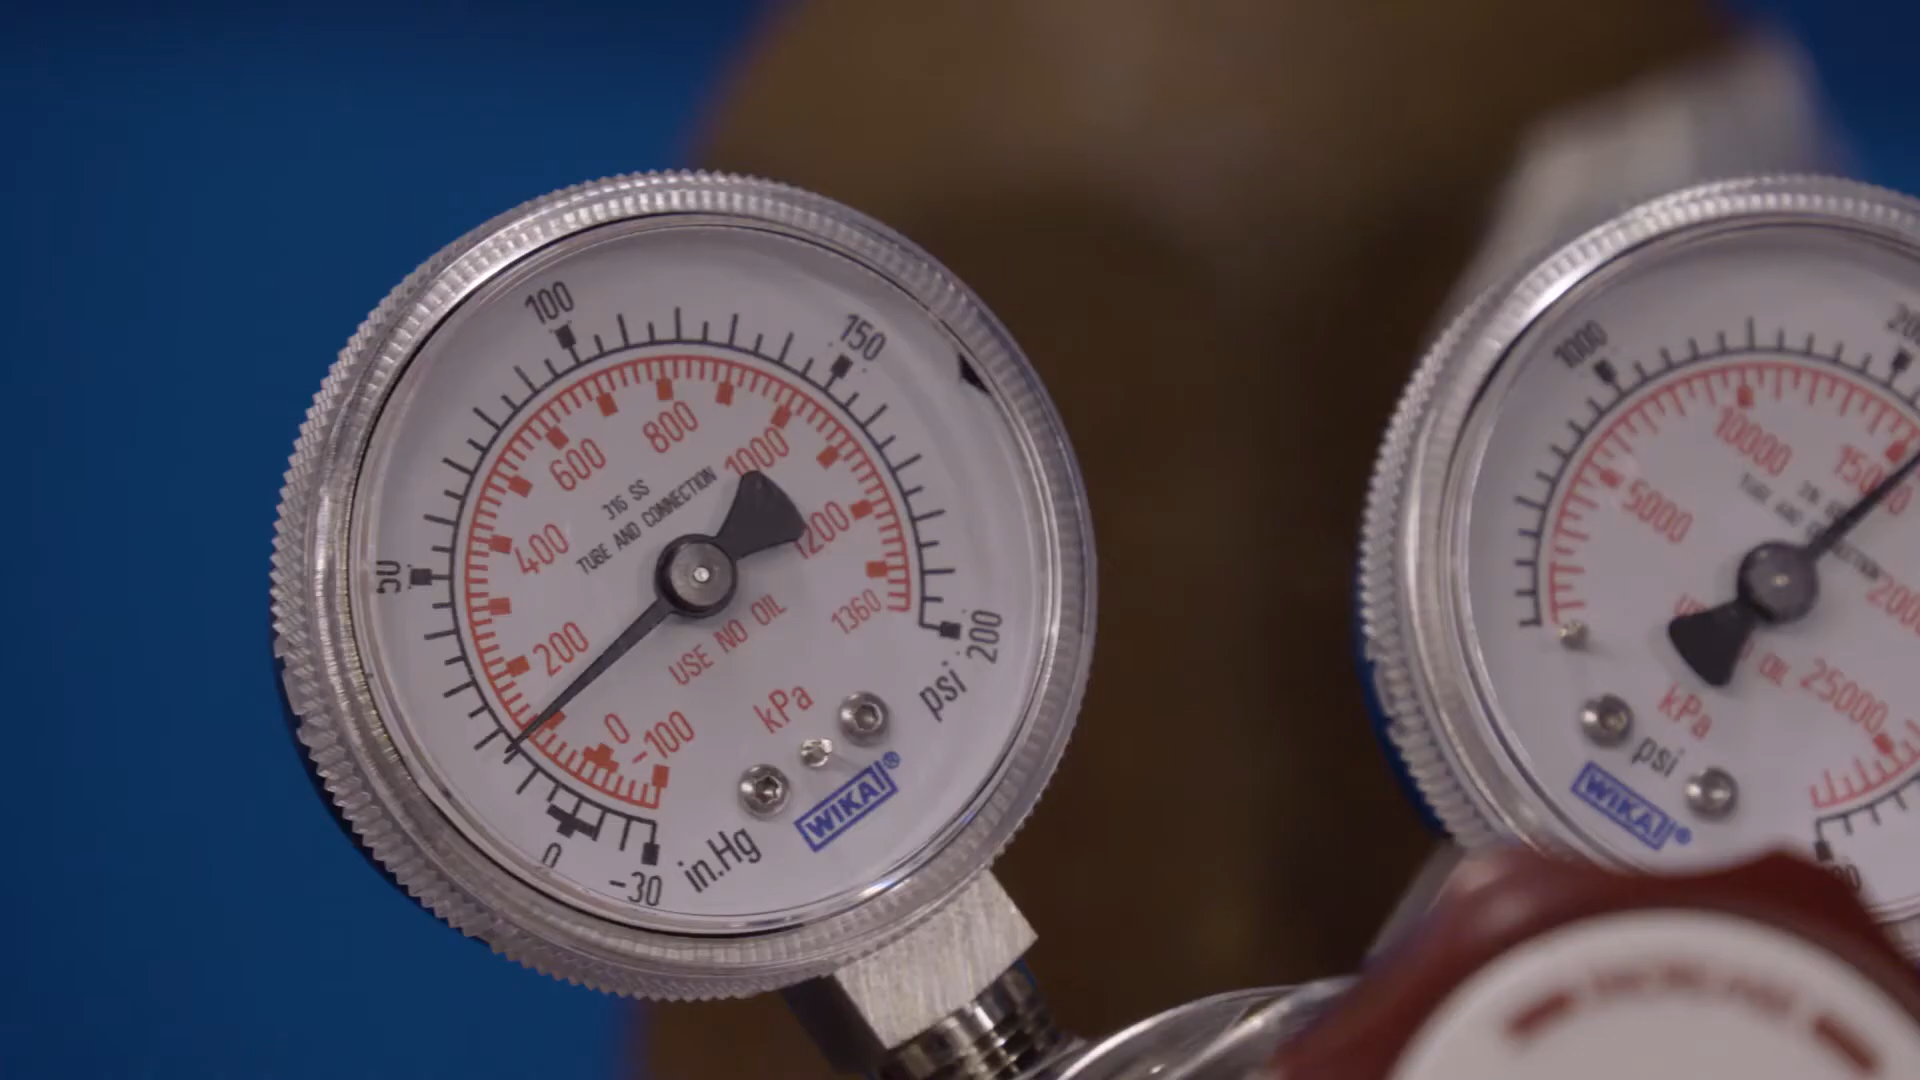 100
150
50
200
600
800
1000
400
1200
200
1360
0
-100
316 SS
TUBE AND CONNECTION
USE NO OIL
kPa
psi
WIKA®
in.Hg
0
-30
1000
10000
5000
25000
kPa
psi
WIKA®